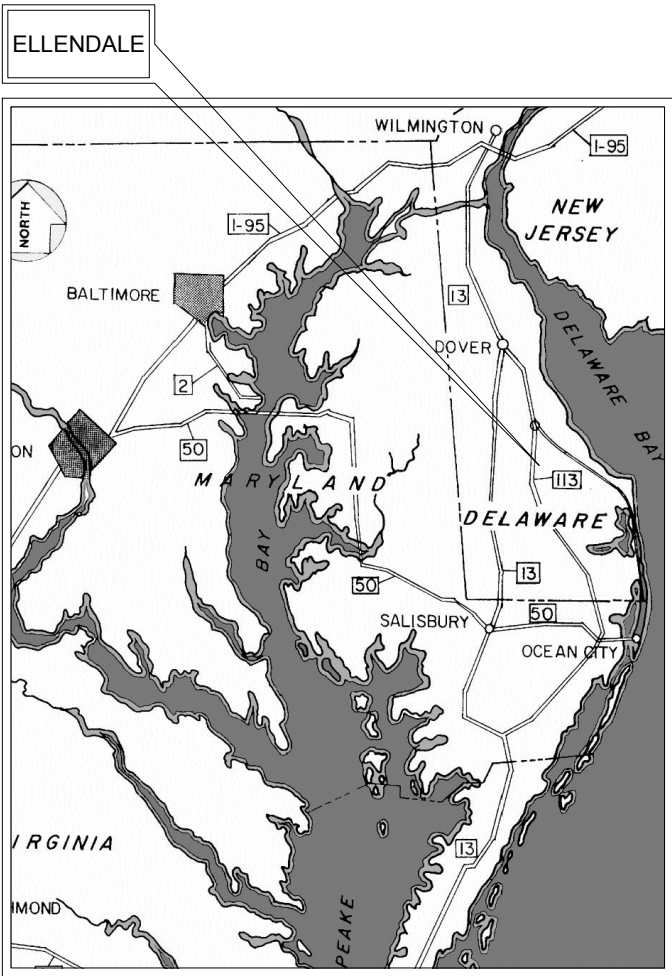 ELLENDALE
WILMINGTON
I-95
NEW
JERSEY
NORTH
I-95
BALTIMORE
13
DELAWARE BAY
DOVER
2
50
ON
MARYLAND
113
DELAWARE
BAY
13
50
50
SALISBURY
OCEAN CITY
IRGINIA
13
HMOND
PEAKE